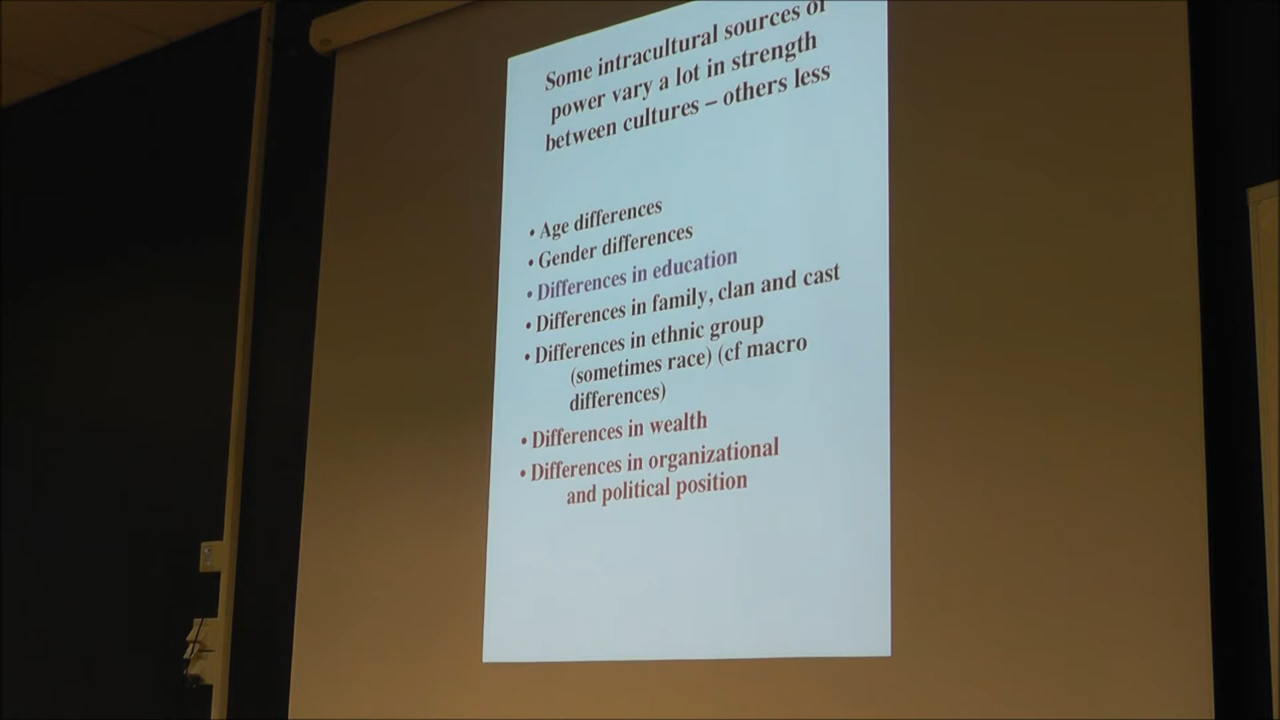 Some intracultural sources of
power vary a lot in strength
between cultures – others less
• Age differences
• Gender differences
• Differences in education
• Differences in family, clan and cast
• Differences in ethnic group
(sometimes race) (cf macro
differences)
• Differences in wealth
• Differences in organizational
and political position